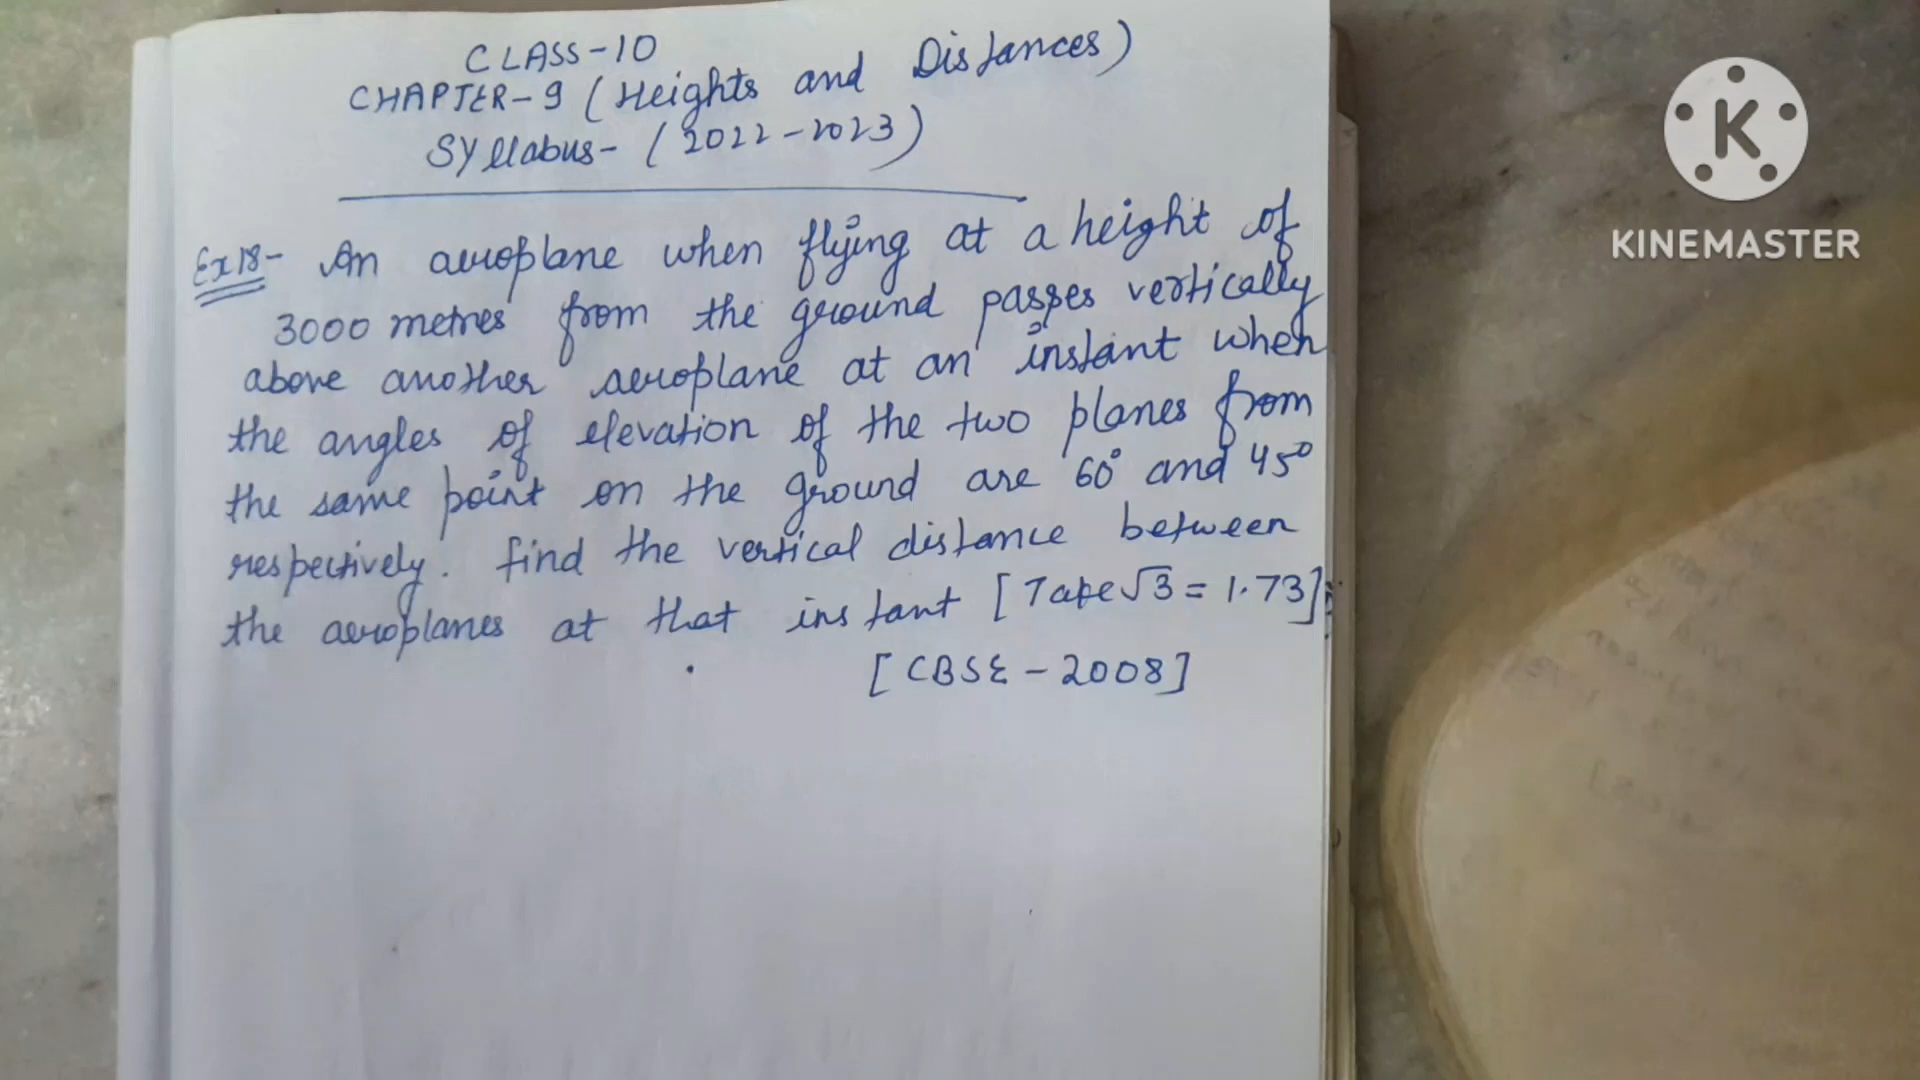 CLASS-10
CHAPTER-9 (Heights and Distances)
Syllabus- (2022-2023)
Ex18- An aeroplane when flying at a height of
3000 metres from the ground passes vertically
above another aeroplane at an instant when
the angles of elevation of the two planes from
the same point on the ground are 60° and 45°
respectively. find the vertical distance between
the aeroplanes at that instant [Take √3 = 1.73]
[CBSE-2008]
K
KINEMASTER